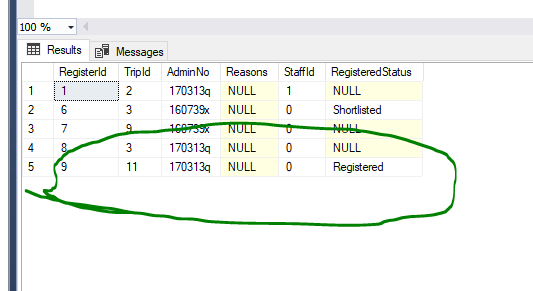 100 %
Results Messages
RegisterId TripId AdminNo Reasons StaffId RegisteredStatus
1 1 2 170313q NULL 1 NULL
2 6 3 160739x NULL 0 Shortlisted
3 7 9 160739x NULL 0 NULL
4 8 3 170313q NULL 0 NULL
5 9 11 170313q NULL 0 Registered